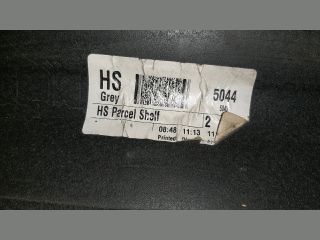 HS
Grey
5044
HS Parcel Shelf
2
08:48 11:13 11
Printed